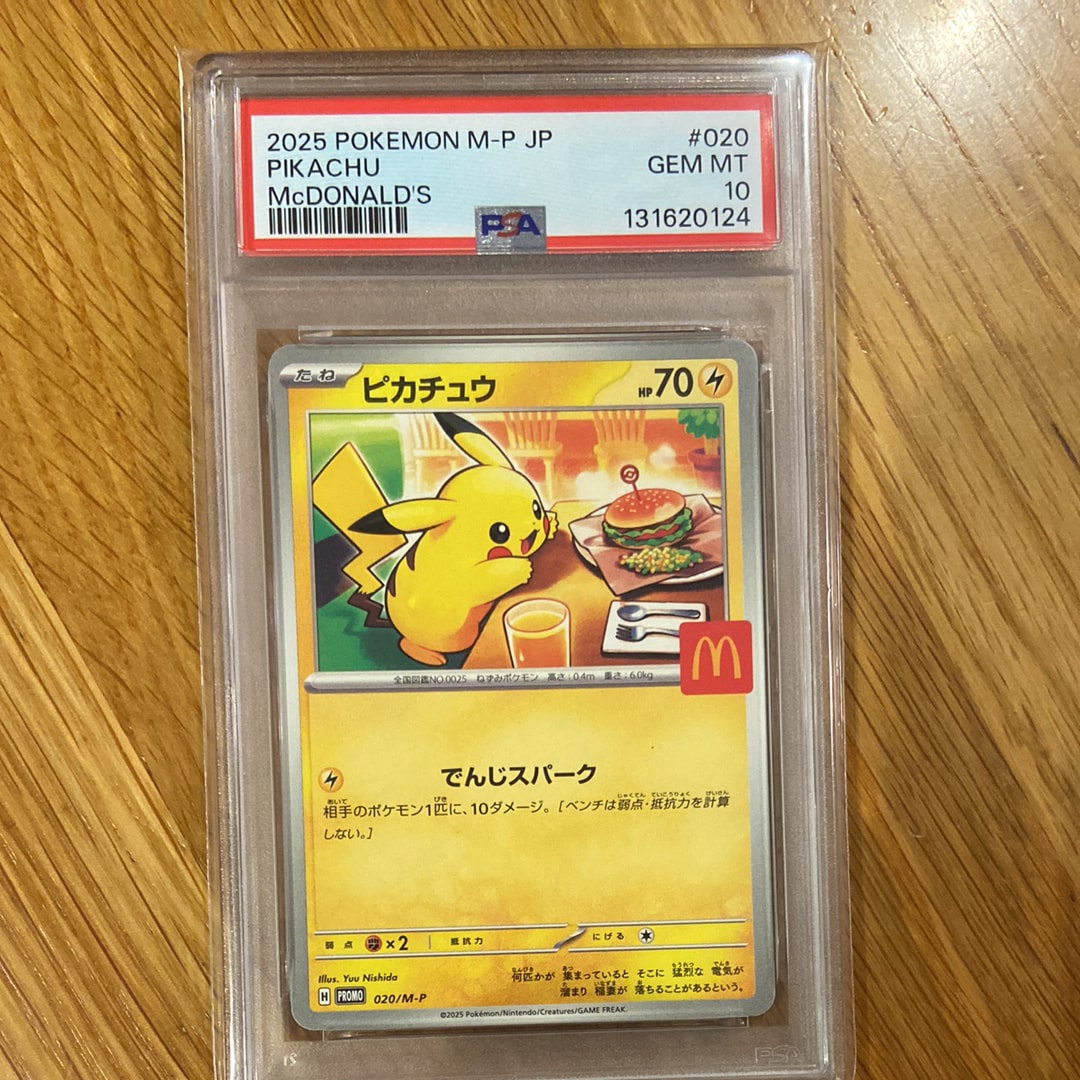 2025 POKEMON M-P JP #020
PIKACHU GEM MT
McDONALD'S 10
PSA 131620124
たね ピカチュウ HP70
全国図鑑NO.0025 ねずみポケモン 高さ:0.4m 重さ:6.0kg
M
でんじスパーク
相手のポケモン1匹に、10ダメージ。[ベンチは弱点・抵抗力を計算
しない。]
弱点 ×2 抵抗力 にげる
Illus. Yuu Nishida
何匹かが 集まっていると そこに 猛烈な 電気が
溜まり 稲妻が 落ちることがあるという。
H PROMO 020/M-P
©2025 Pokémon/Nintendo/Creatures/GAME FREAK.
PSA